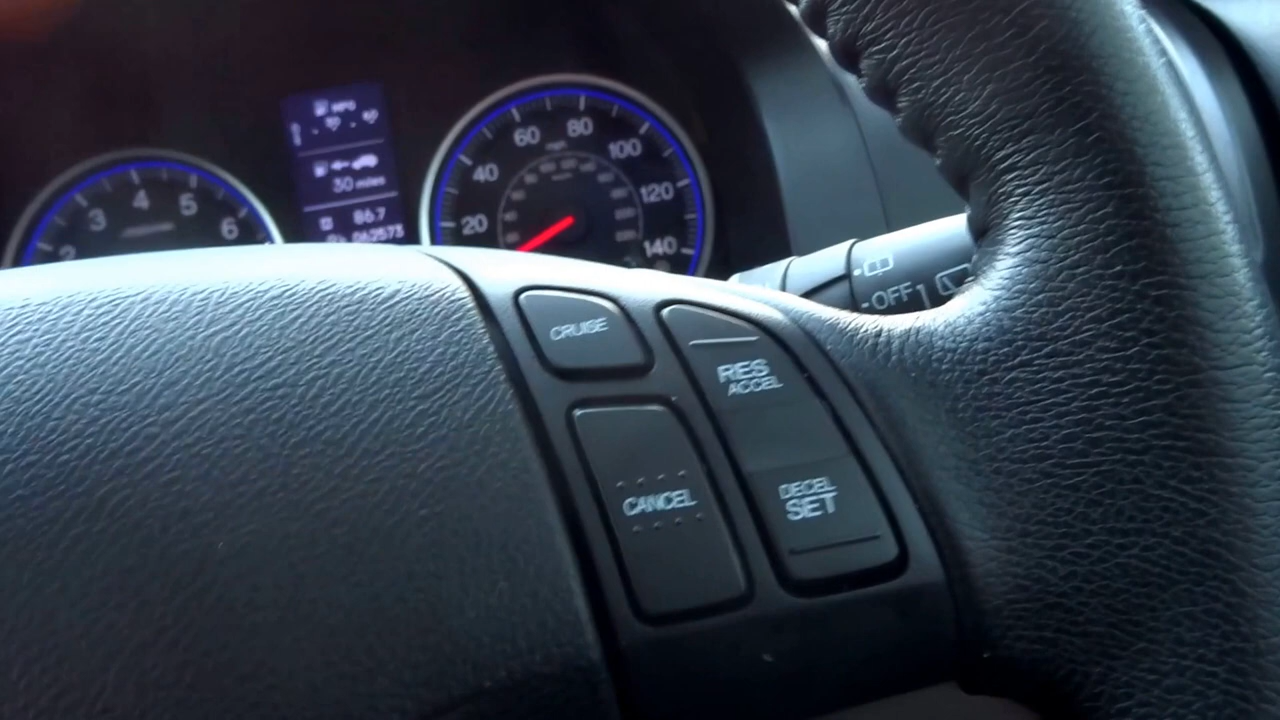 MPG
30 miles
86.7
062573
2
3
4
5
6
20
40
60
80
100
120
140
mph
CRUISE
RES
ACCEL
CANCEL
DECEL
SET
-OFF